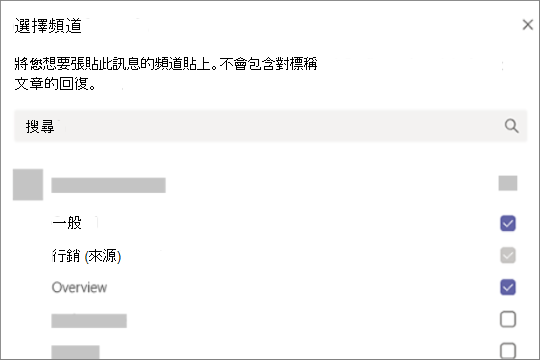 選擇頻道
將您想要張貼此訊息的頻道貼上。不會包含對標稱
文章的回復。
搜尋
一般
行銷 (來源)
Overview